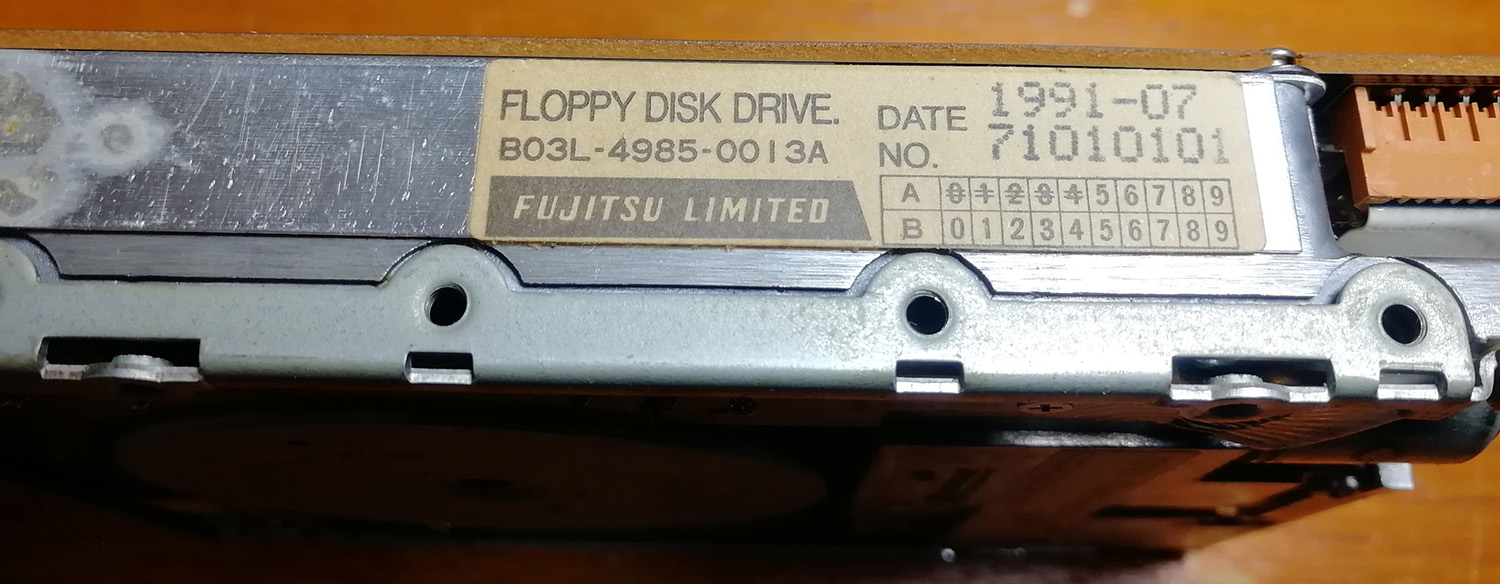 FLOPPY DISK DRIVE.
B03L-4985-0013A
FUJITSU LIMITED
DATE 1991-07
NO. 71010101
A 0 1 2 3 4 5 6 7 8 9
B 0 1 2 3 4 5 6 7 8 9